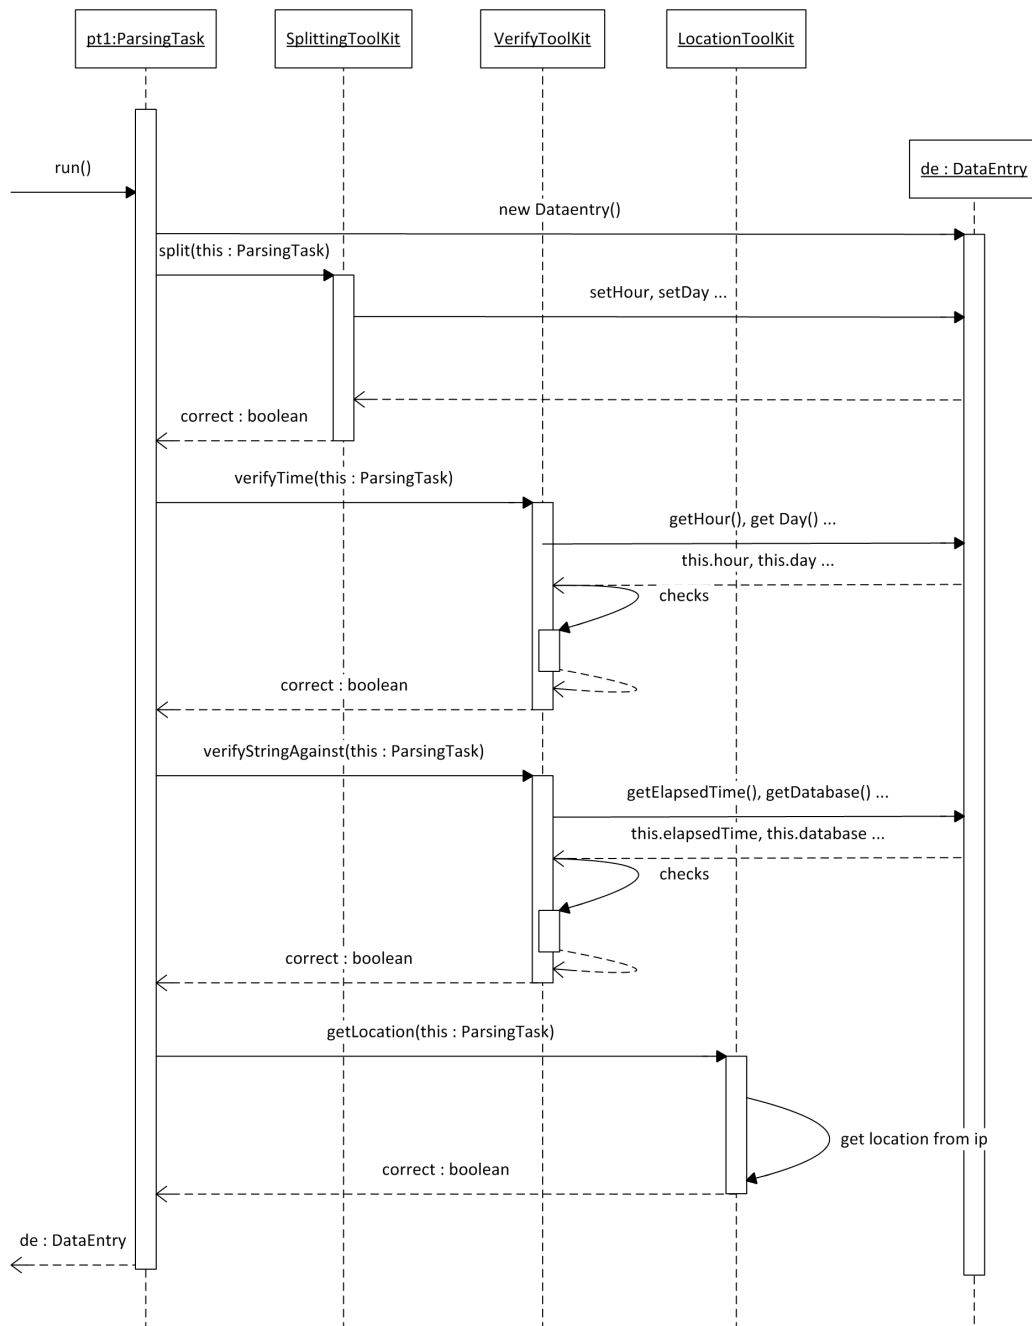 pt1:ParsingTask
SplittingToolKit
VerifyToolKit
LocationToolKit
run()
de : DataEntry
new Dataentry()
split(this : ParsingTask)
setHour, setDay ...
correct : boolean
verifyTime(this : ParsingTask)
getHour(), get Day() ...
this.hour, this.day ...
checks
correct : boolean
verifyStringAgainst(this : ParsingTask)
getElapsedTime(), getDatabase() ...
this.elapsedTime, this.database ...
checks
correct : boolean
getLocation(this : ParsingTask)
get location from ip
correct : boolean
de : DataEntry